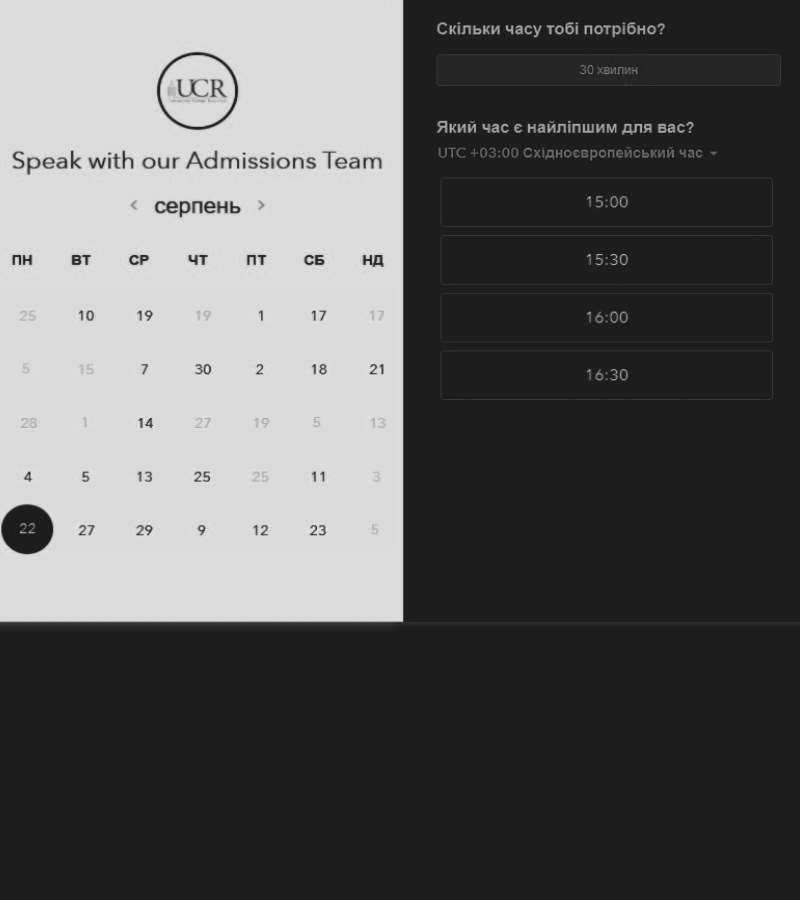 UCR
Speak with our Admissions Team
< серпень >
ПН ВТ СР ЧТ ПТ СБ НД
25 10 19 19 1 17 17
5 15 7 30 2 18 21
28 1 14 27 19 5 13
4 5 13 25 25 11 3
22 27 29 9 12 23 5
Скільки часу тобі потрібно?
30 хвилин
Який час є найліпшим для вас?
UTC +03:00 Східноєвропейський час
15:00
15:30
16:00
16:30